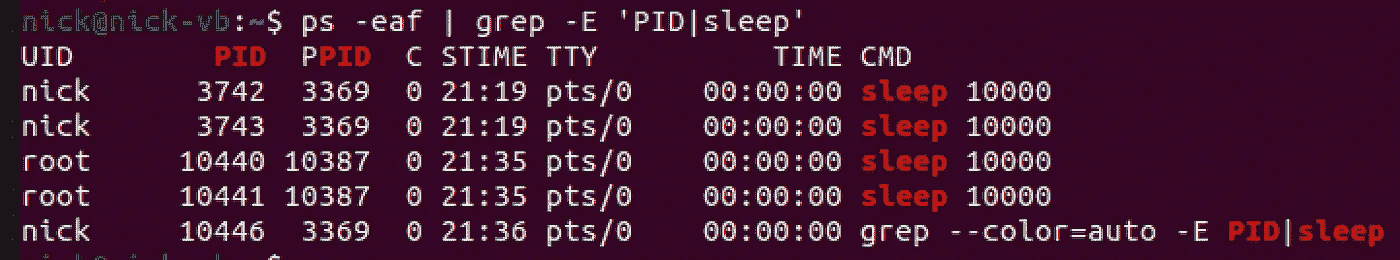 nick@nick-vb:~$ ps -eaf | grep -E 'PID|sleep'
UID PID PPID C STIME TTY TIME CMD
nick 3742 3369 0 21:19 pts/0 00:00:00 sleep 10000
nick 3743 3369 0 21:19 pts/0 00:00:00 sleep 10000
root 10440 10387 0 21:35 pts/0 00:00:00 sleep 10000
root 10441 10387 0 21:35 pts/0 00:00:00 sleep 10000
nick 10446 3369 0 21:36 pts/0 00:00:00 grep --color=auto -E PID|sleep